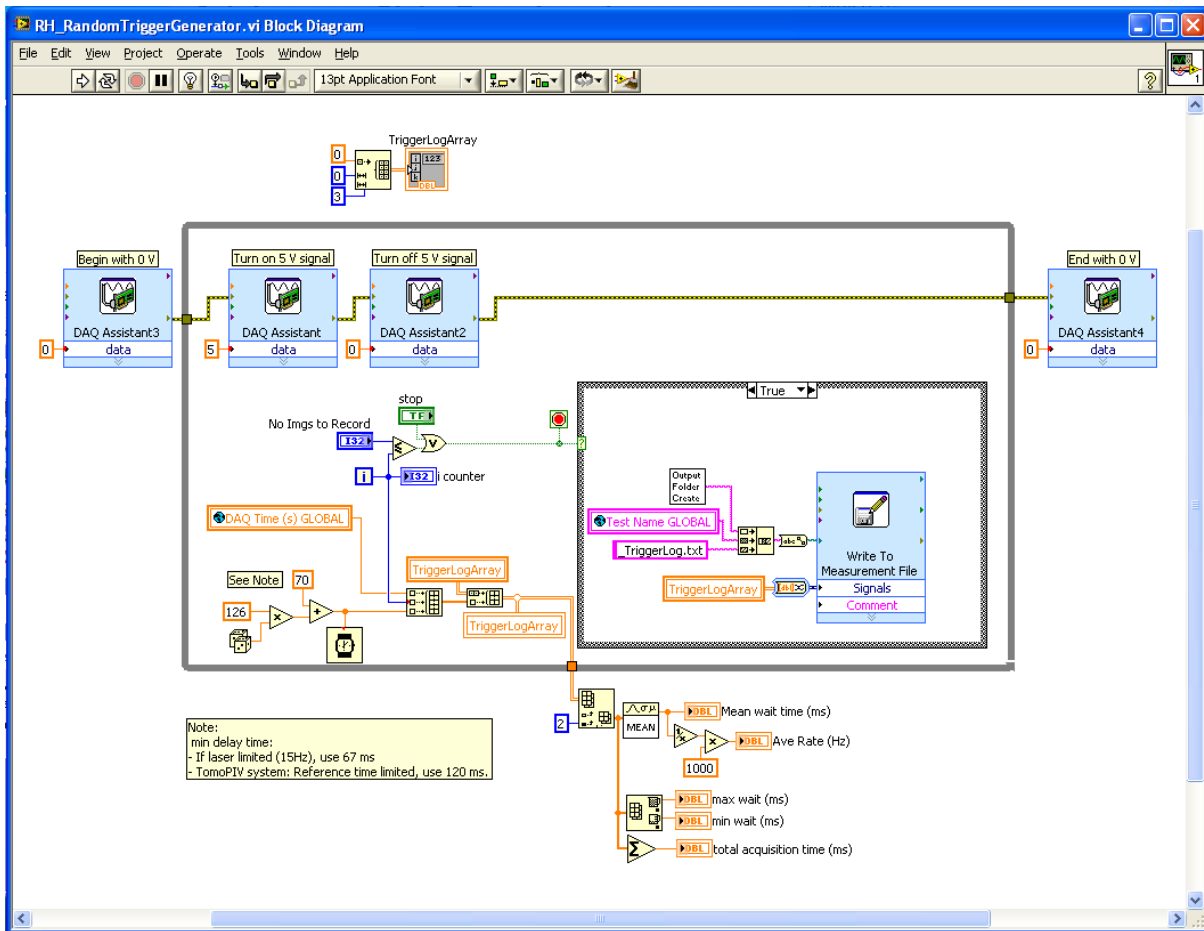 RH_RandomTriggerGenerator.vi Block Diagram
File Edit View Project Operate Tools Window Help
13pt Application Font
1
TriggerLogArray
0
0
3
123
i
j
k
DBL
Begin with 0 V
Turn on 5 V signal
Turn off 5 V signal
End with 0 V
DAQ Assistant3
DAQ Assistant
DAQ Assistant2
DAQ Assistant4
0 data
5 data
0 data
0 data
True
stop
TF
No Imgs to Record
I32
i
I32 i counter
DAQ Time (s) GLOBAL
Output
Folder
Create
Test Name GLOBAL
_TriggerLog.txt
Write To
Measurement File
Signals
Comment
TriggerLogArray
TriggerLogArray
TriggerLogArray
See Note
70
126
2
MEAN
DBL Mean wait time (ms)
DBL Ave Rate (Hz)
1000
DBL max wait (ms)
DBL min wait (ms)
DBL total acquisition time (ms)
Note:
min delay time:
- If laser limited (15Hz), use 67 ms
- TomoPIV system: Reference time limited, use 120 ms.